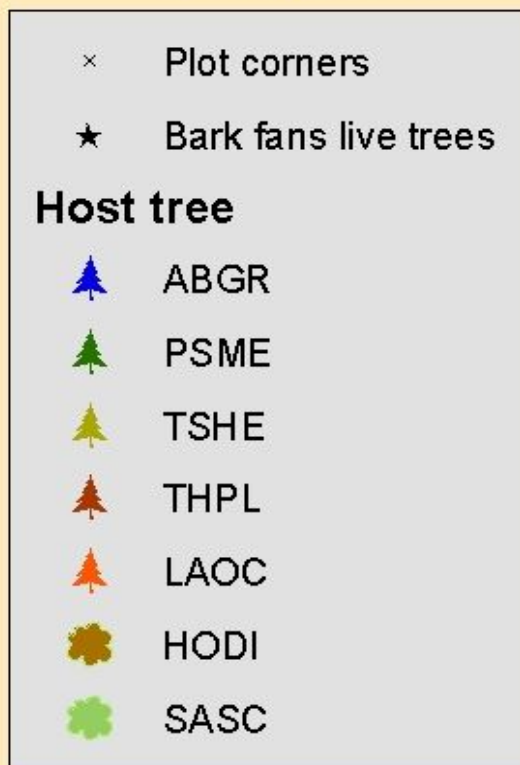 Plot corners
Bark fans live trees
Host tree
ABGR
PSME
TSHE
THPL
LAOC
HODI
SASC